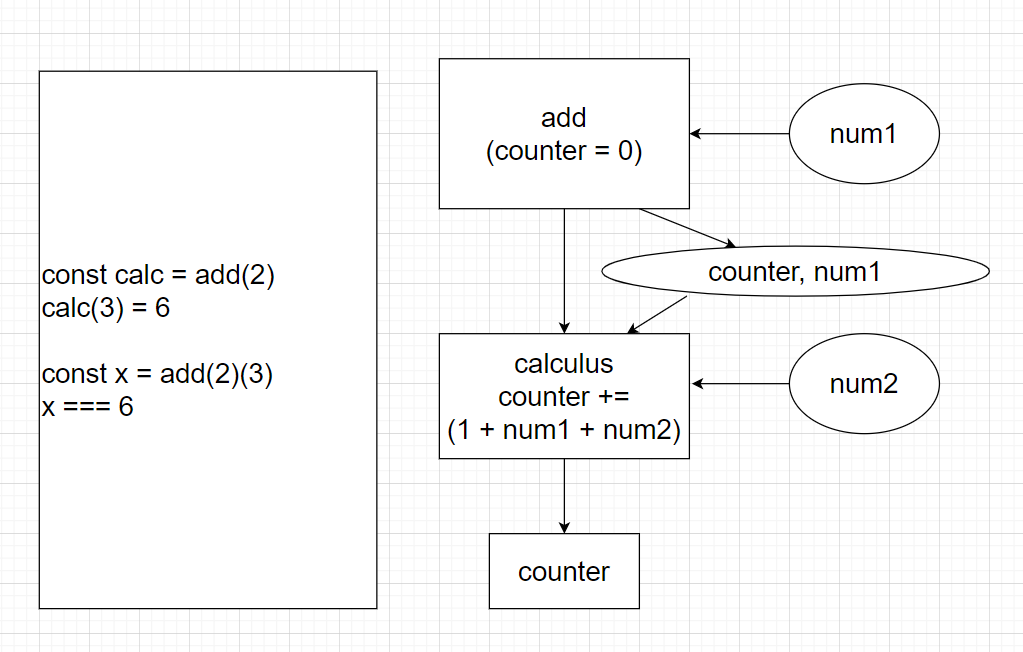 const calc = add(2)
calc(3) = 6
const x = add(2)(3)
x === 6
add
(counter = 0)
num1
counter, num1
calculus
counter +=
(1 + num1 + num2)
num2
counter